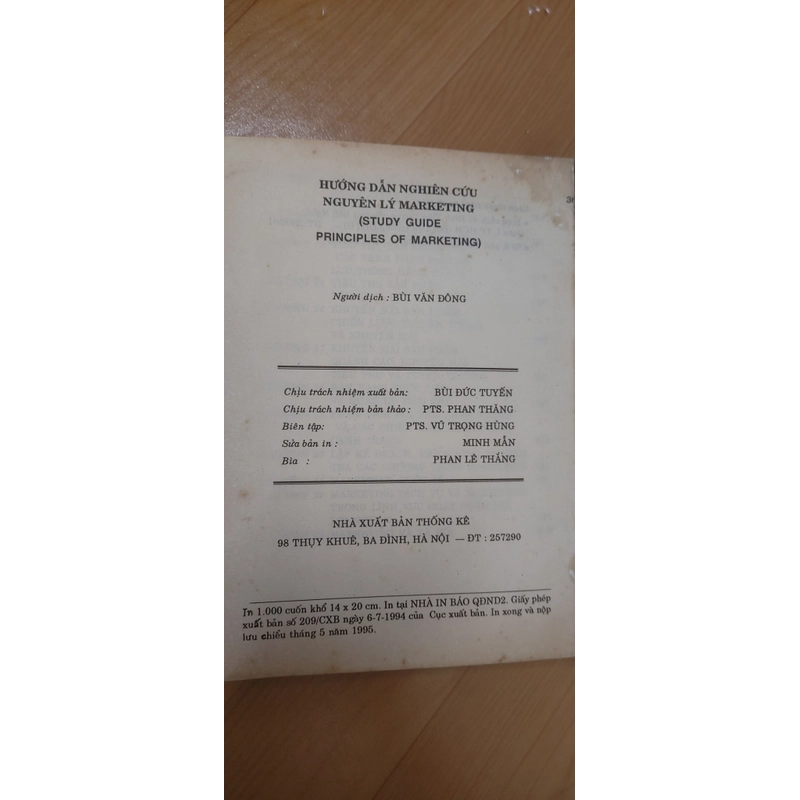 HƯỚNG DẪN NGHIÊN CỨU
NGUYÊN LÝ MARKETING
(STUDY GUIDE
PRINCIPLES OF MARKETING)
Người dịch : BÙI VĂN ĐÔNG
Chịu trách nhiệm xuất bản: BÙI ĐỨC TUYẾN
Chịu trách nhiệm bản thảo : PTS. PHAN THĂNG
Biên tập: PTS. VŨ TRỌNG HÙNG
Sửa bản in : MINH MẪN
Bìa : PHAN LÊ THẮNG
NHÀ XUẤT BẢN THỐNG KÊ
98 THỤY KHUÊ, BA ĐÌNH, HÀ NỘI — ĐT : 257290
In 1.000 cuốn khổ 14 x 20 cm. In tại NHÀ IN BÁO QĐND2. Giấy phép
xuất bản số 209/CXB ngày 6-7-1994 của Cục xuất bản. In xong và nộp
lưu chiểu tháng 5 năm 1995.